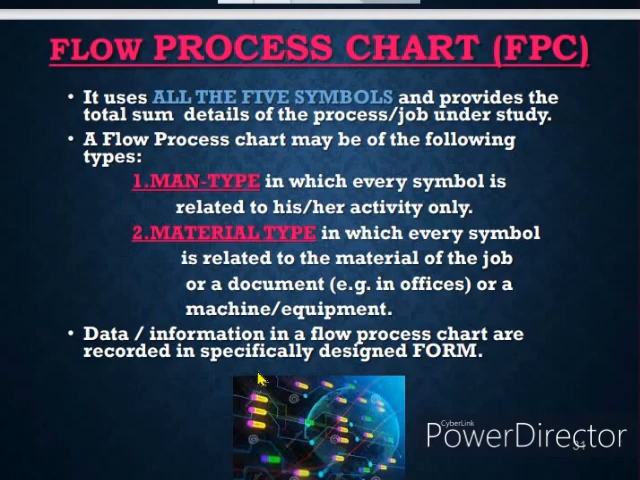 FLOW PROCESS CHART (FPC)
• It uses ALL THE FIVE SYMBOLS and provides the
total sum details of the process/job under study.
• A Flow Process chart may be of the following
types:
1.MAN-TYPE in which every symbol is
related to his/her activity only.
2.MATERIAL TYPE in which every symbol
is related to the material of the job
or a document (e.g. in offices) or a
machine/equipment.
• Data / information in a flow process chart are
recorded in specifically designed FORM.
CyberLink
PowerDirector